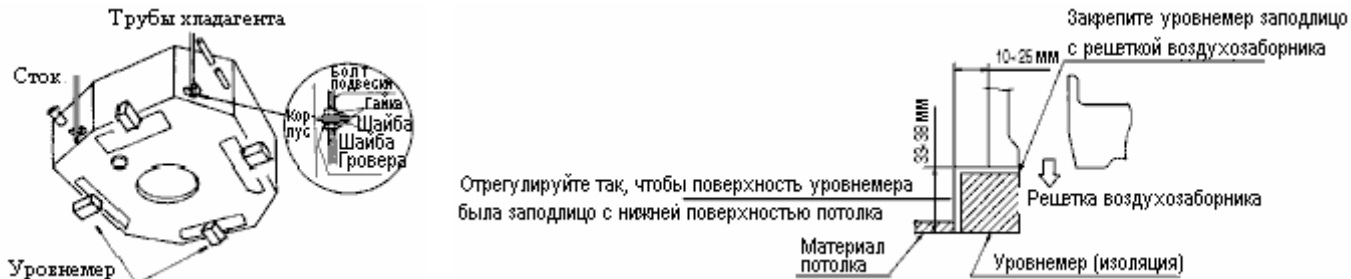 Трубы хладагента
Сток
Болт
подвески
Гайка
Кор-
пус
Щайба
Шайба
Гровера
Уровнемер
Закрепите уровнемер заподлицо
с решеткой воздухозаборника
10~25 мм
33-38 мм
Отрегулируйте так, чтобы поверхность уровнемера
была заподлицо с нижней поверхностью потолка
Решетка воздухозаборника
Материал
потолка
Уровнемер (изоляция)